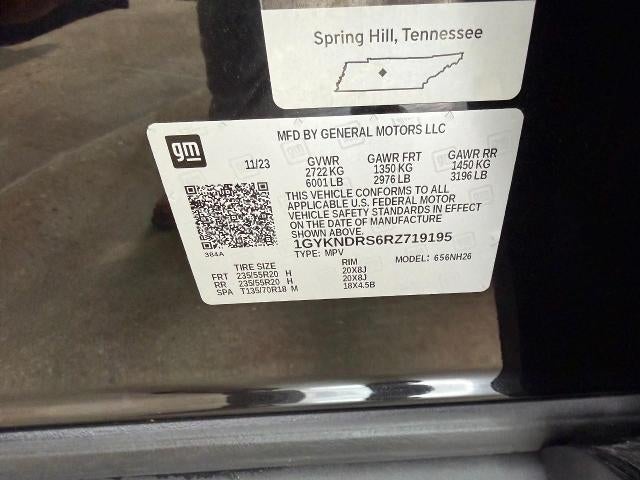 Spring Hill, Tennessee
gm
MFD BY GENERAL MOTORS LLC
11/23 GVWR GAWR FRT GAWR RR
2722 KG 1350 KG 1450 KG
6001 LB 2976 LB 3196 LB
THIS VEHICLE CONFORMS TO ALL
APPLICABLE U.S. FEDERAL MOTOR
VEHICLE SAFETY STANDARDS IN EFFECT
ON THE DATE OF MANUFACTURE
SHOWN ABOVE.
1GYKNDRS6RZ719195
384A
TYPE: MPV MODEL: 656NH26
TIRE SIZE RIM
FRT 235/55R20 H 20X8J
RR 235/55R20 H 20X8J
SPA T135/70R18 M 18X4.5B